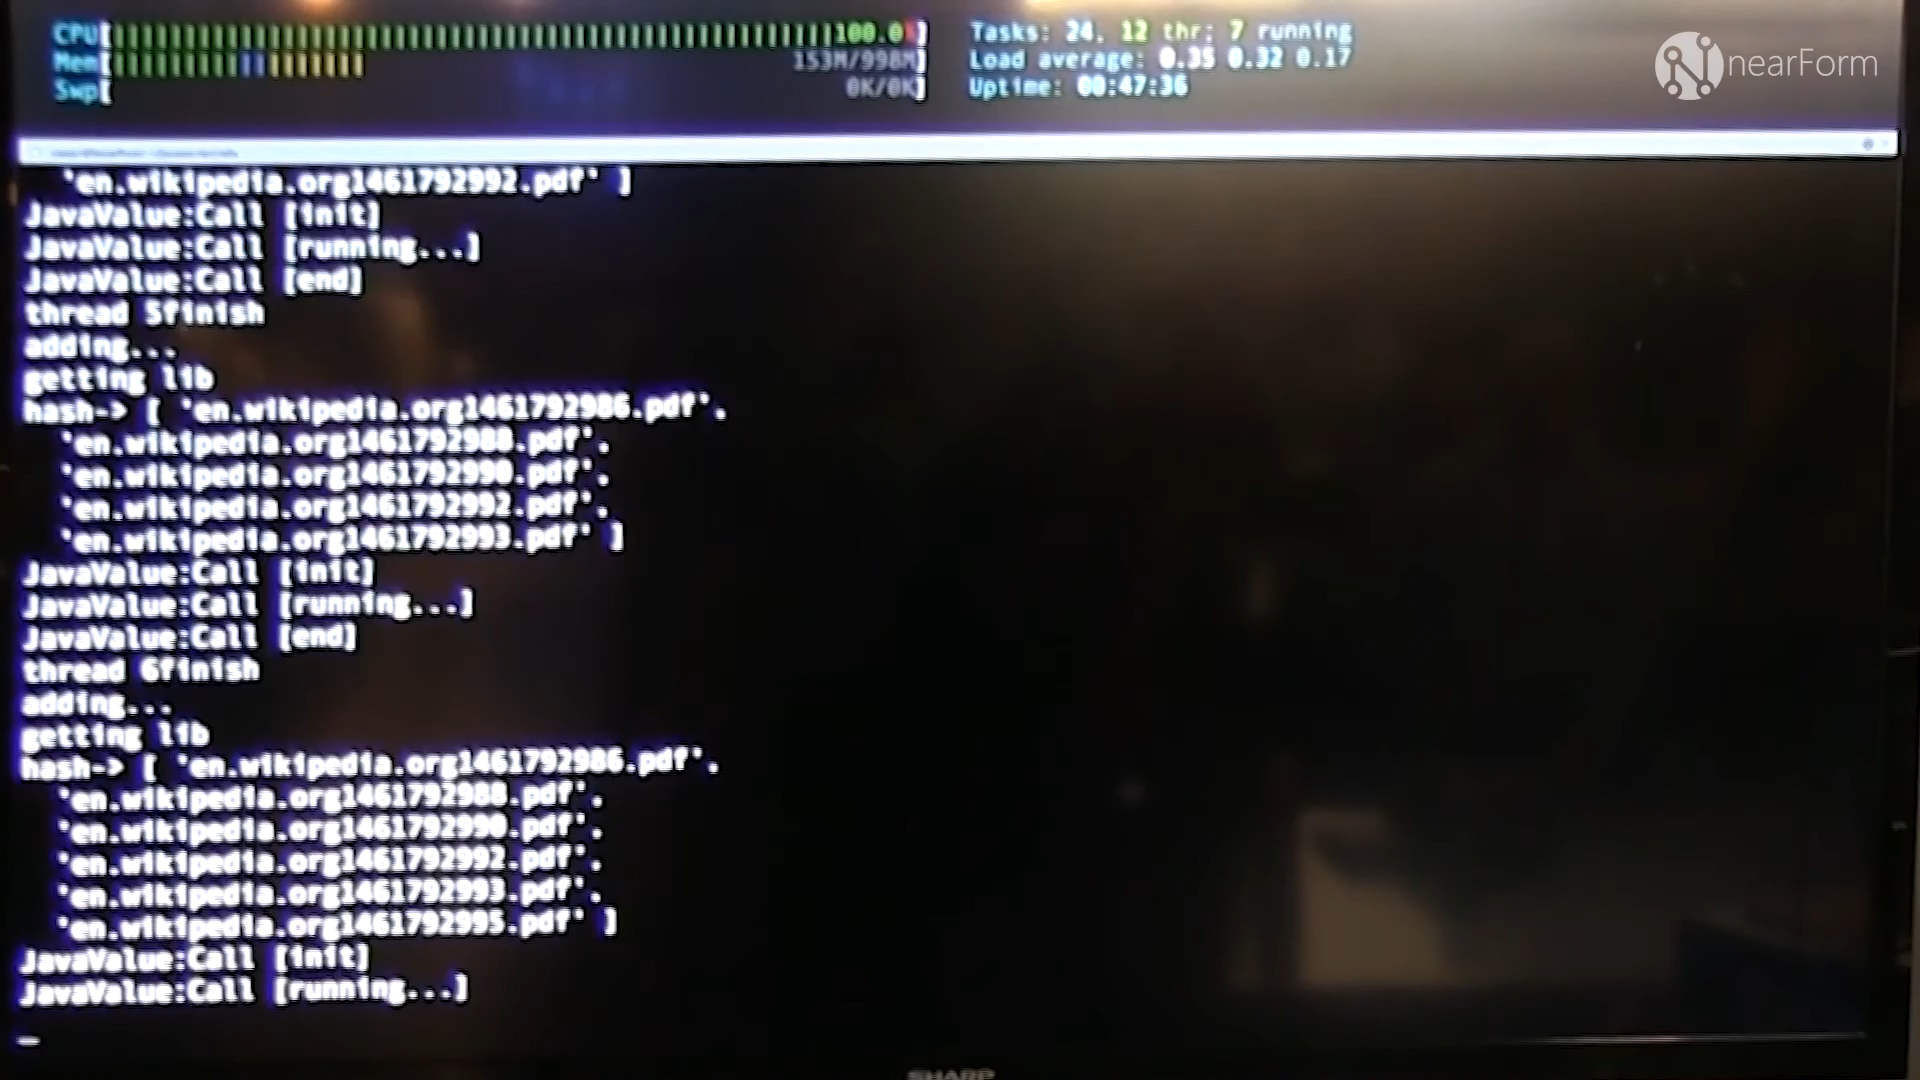 CPU[ 100.0%]
Mem[ 153M/998M]
Swp[ 0K/0K]
Tasks: 24, 12 thr; 7 running
Load average: 0.35 0.32 0.17
Uptime: 00:47:36
nearForm
'en.wikipedia.org1461792992.pdf' ]
JavaValue:Call [init]
JavaValue:Call [running...]
JavaValue:Call [end]
thread 5finish
adding...
getting lib
hash-> [ 'en.wikipedia.org1461792986.pdf',
'en.wikipedia.org1461792988.pdf',
'en.wikipedia.org1461792990.pdf',
'en.wikipedia.org1461792992.pdf',
'en.wikipedia.org1461792993.pdf' ]
JavaValue:Call [init]
JavaValue:Call [running...]
JavaValue:Call [end]
thread 6finish
adding...
getting lib
hash-> [ 'en.wikipedia.org1461792986.pdf',
'en.wikipedia.org1461792988.pdf',
'en.wikipedia.org1461792990.pdf',
'en.wikipedia.org1461792992.pdf',
'en.wikipedia.org1461792993.pdf',
'en.wikipedia.org1461792995.pdf' ]
JavaValue:Call [init]
JavaValue:Call [running...]
SHARP